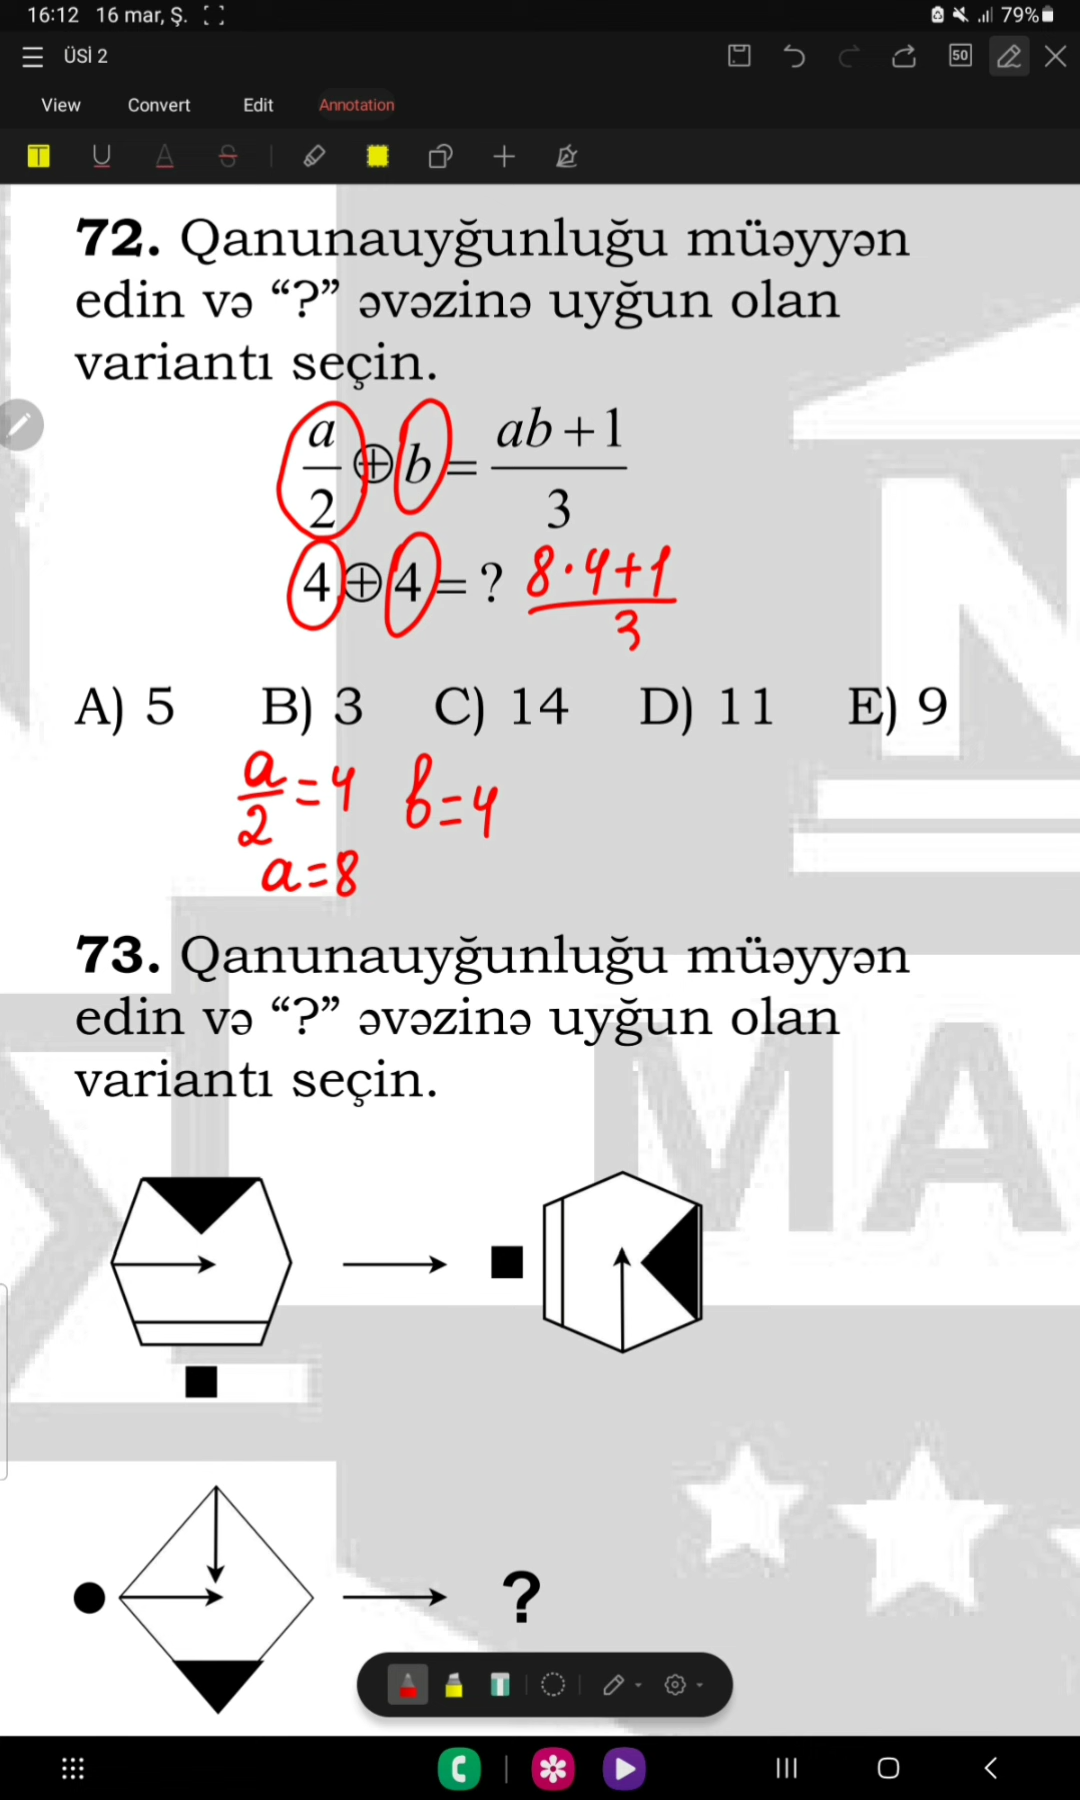 16:12 16 mar, Ş. 79%
ÜSİ 2
50
View Convert Edit Annotation
T U A S
72. Qanunauyğunluğu müəyyən
edin və “?” əvəzinə uyğun olan
variantı seçin.
a/2 ⊕ b = ab+1/3
4 ⊕ 4 = ? 8·4+1/3
A) 5 B) 3 C) 14 D) 11 E) 9
a/2=4 b=4
a=8
73. Qanunauyğunluğu müəyyən
edin və “?” əvəzinə uyğun olan
variantı seçin.
MA
?